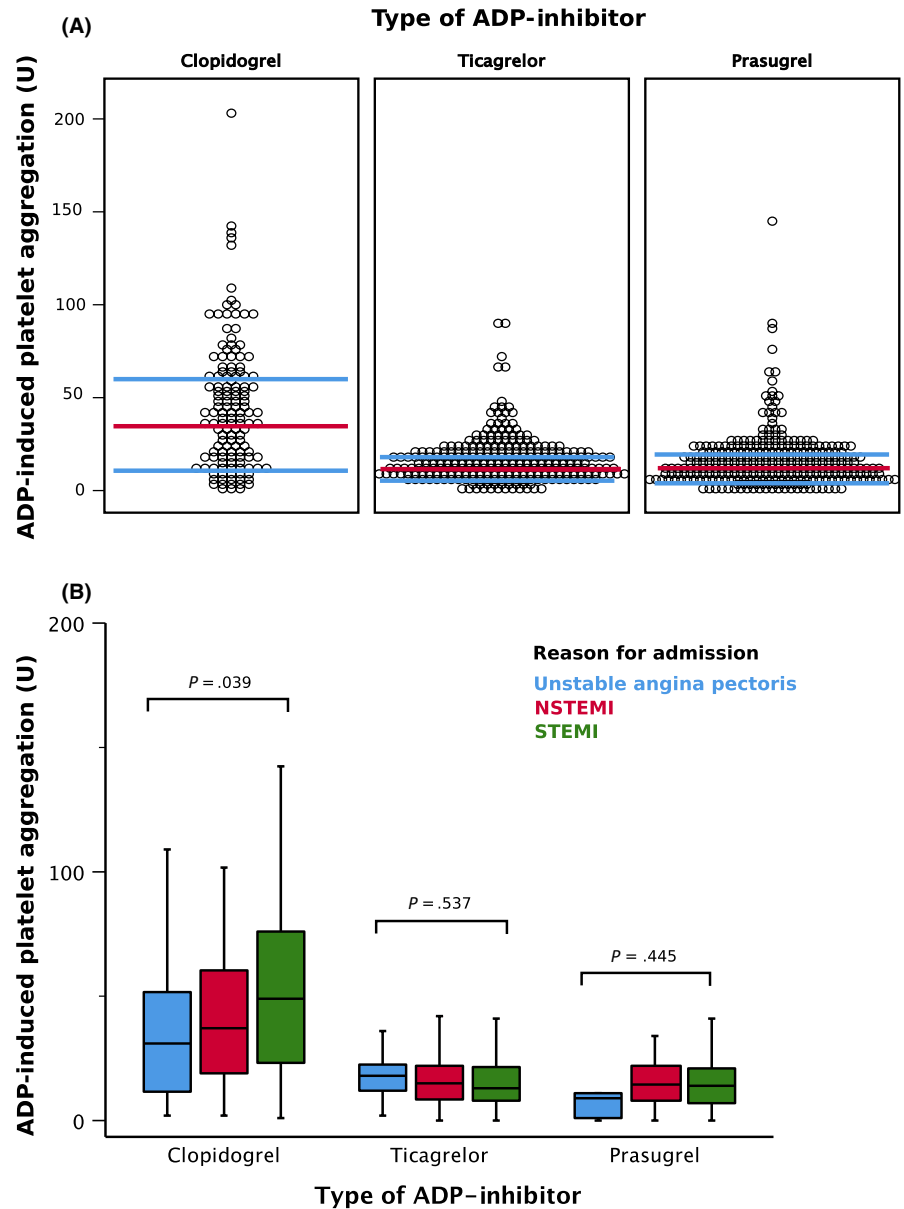 (A)
Type of ADP-inhibitor
Clopidogrel
Ticagrelor
Prasugrel
ADP-induced platelet aggregation (U)
200
150
100
50
0
(B)
ADP-induced platelet aggregation (U)
200
100
0
Reason for admission
Unstable angina pectoris
NSTEMI
STEMI
P = .039
P = .537
P = .445
Clopidogrel
Ticagrelor
Prasugrel
Type of ADP−inhibitor